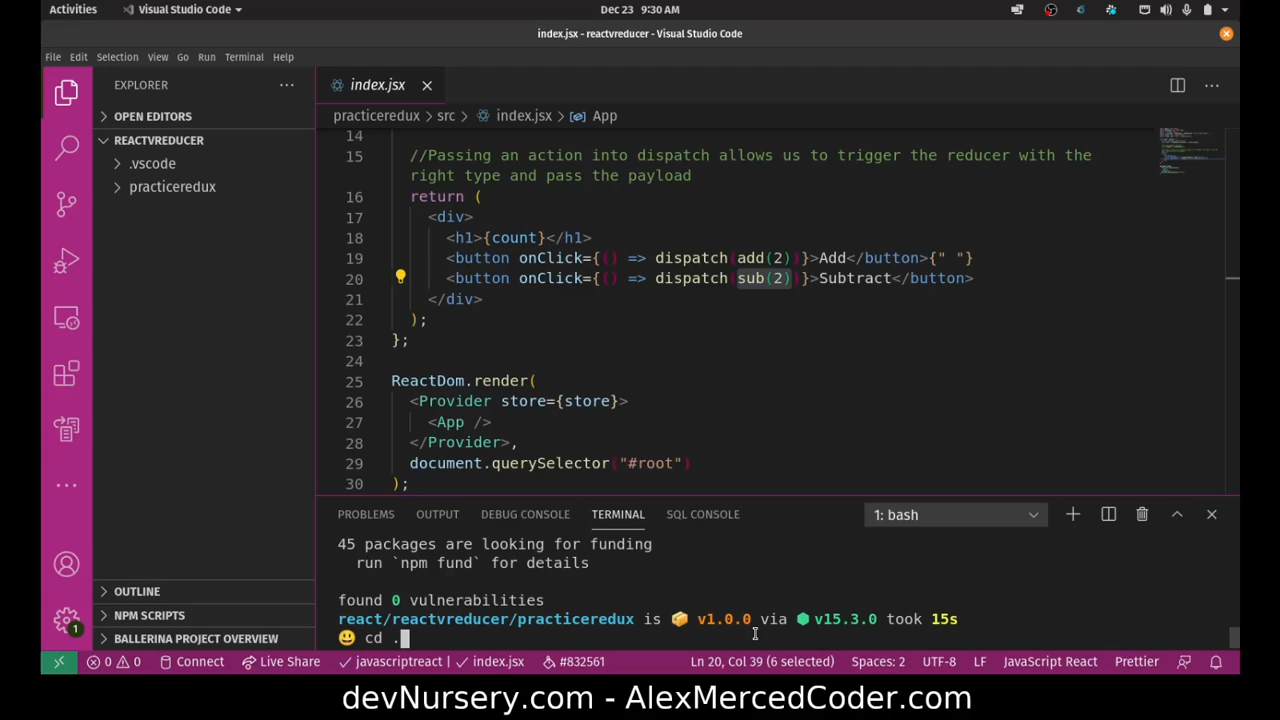 Activities
Visual Studio Code
Dec 23 9:30 AM
index.jsx - reactvreducer - Visual Studio Code
File Edit Selection View Go Run Terminal Help
EXPLORER
index.jsx
OPEN EDITORS
practiceredux > src > index.jsx > App
REACTVREDUCER
.vscode
practiceredux
14
15 //Passing an action into dispatch allows us to trigger the reducer with the
right type and pass the payload
16 return (
17 <div>
18 <h1>{count}</h1>
19 <button onClick={() => dispatch(add(2))}>Add</button>{" "}
20 <button onClick={() => dispatch(sub(2))}>Subtract</button>
21 </div>
22 );
23 };
24
25 ReactDom.render(
26 <Provider store={store}>
27 <App />
28 </Provider>,
29 document.querySelector("#root")
30 );
PROBLEMS OUTPUT DEBUG CONSOLE TERMINAL SQL CONSOLE 1: bash
45 packages are looking for funding
run `npm fund` for details
found 0 vulnerabilities
react/reactvreducer/practiceredux is 📦 v1.0.0 via ⬢ v15.3.0 took 15s
😃 cd .
OUTLINE
NPM SCRIPTS
BALLERINA PROJECT OVERVIEW
1
0 0 Connect Live Share javascriptreact index.jsx #832561 Ln 20, Col 39 (6 selected) Spaces: 2 UTF-8 LF JavaScript React Prettier
devNursery.com - AlexMercedCoder.com